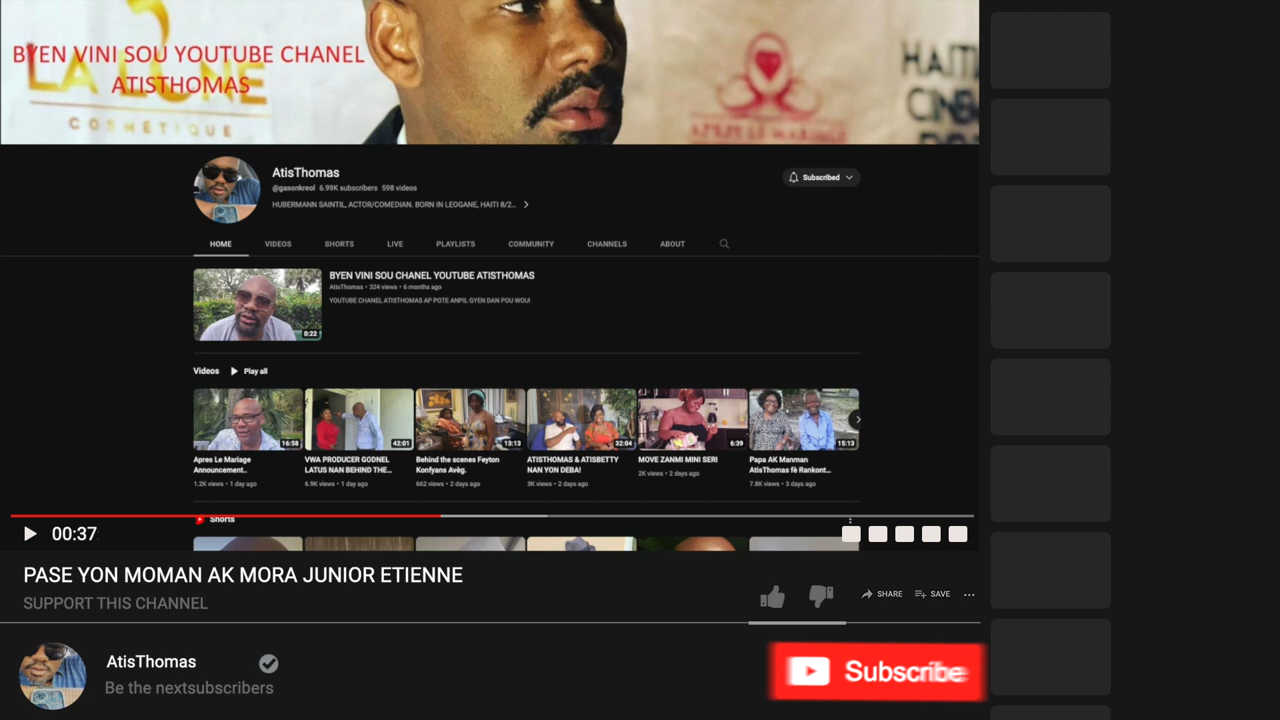 BYEN VINI SOU YOUTUBE CHANEL
ATISTHOMAS
LA LUNE
COSMÉTIQUE
HAITI
AtisThomas
@gasonkreol 6.99K subscribers 598 videos
HUBERMANN SAINTIL, ACTOR/COMEDIAN. BORN IN LEOGANE, HAITI 8/2...
Subscribed
HOME VIDEOS SHORTS LIVE PLAYLISTS COMMUNITY CHANNELS ABOUT
BYEN VINI SOU CHANEL YOUTUBE ATISTHOMAS
AtisThomas • 324 views • 6 months ago
YOUTUBE CHANEL ATISTHOMAS AP POTE ANPIL GYEN DAN POU WOU!
0:22
Videos Play all
16:58 42:01 13:13 32:04 6:39 15:13
Apres Le Mariage
Announcement..
1.2K views • 1 day ago
VWA PRODUCER GODNEL
LATUS NAN BEHIND THE...
6.9K views • 1 day ago
Behind the scenes Feyton
Konfyans Avèg.
662 views • 2 days ago
ATISTHOMAS & ATISBETTY
NAN YON DEBA!
3K views • 2 days ago
MOVE ZANMI MINI SERI
2K views • 2 days ago
Papa AK Manman
AtisThomas fè Rankont...
7.8K views • 3 days ago
Shorts
00:37
PASE YON MOMAN AK MORA JUNIOR ETIENNE
SUPPORT THIS CHANNEL
SHARE SAVE
AtisThomas
Be the nextsubscribers
Subscribe